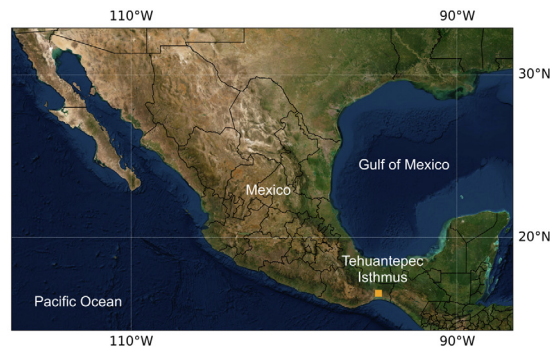 110°W 90°W
30°N
Gulf of Mexico
Mexico
20°N
Tehuantepec
Isthmus
Pacific Ocean
110°W 90°W